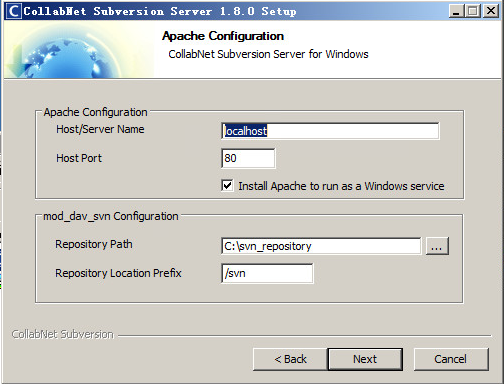 CollabNet Subversion Server 1.8.0 Setup
Apache Configuration
CollabNet Subversion Server for Windows
Apache Configuration
Host/Server Name
localhost
Host Port
80
Install Apache to run as a Windows service
mod_dav_svn Configuration
Repository Path
C:\svn_repository
...
Repository Location Prefix
/svn
CollabNet Subversion
< Back
Next
Cancel